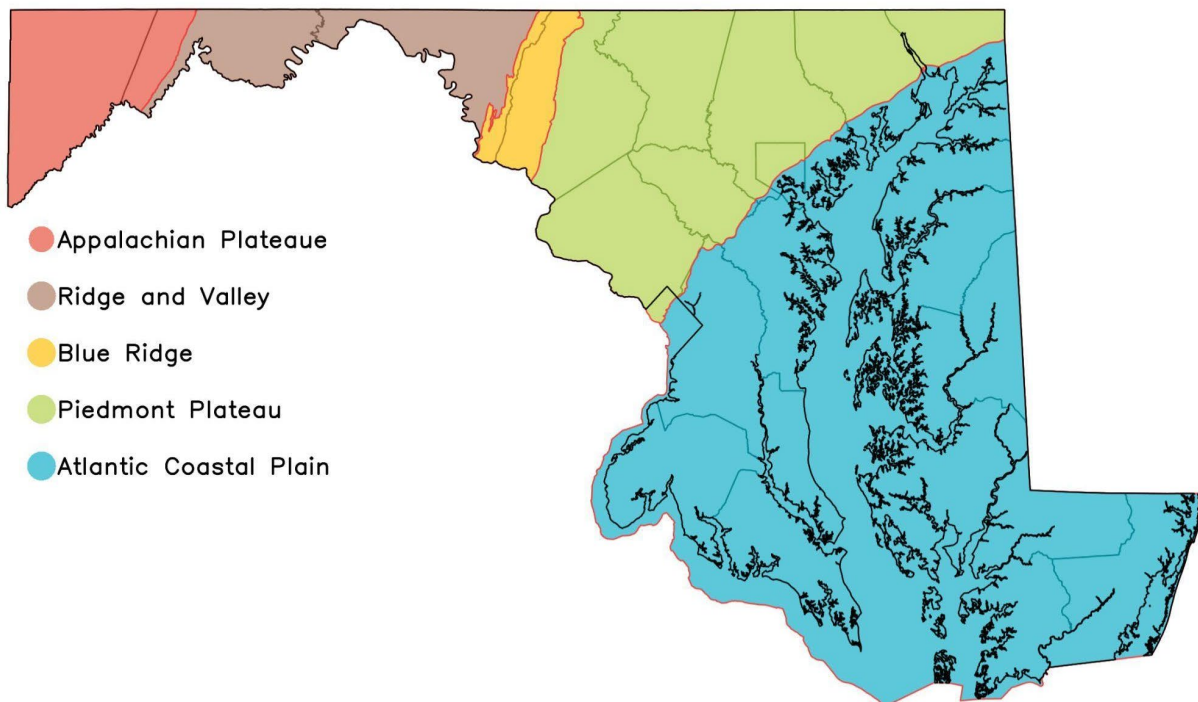 Appalachian Plateaue
Ridge and Valley
Blue Ridge
Piedmont Plateau
Atlantic Coastal Plain